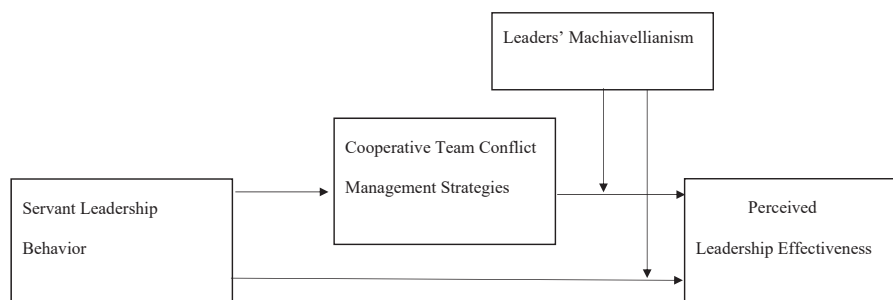 Leaders’ Machiavellianism
Cooperative Team Conflict
Management Strategies
Servant Leadership
Behavior
Perceived
Leadership Effectiveness